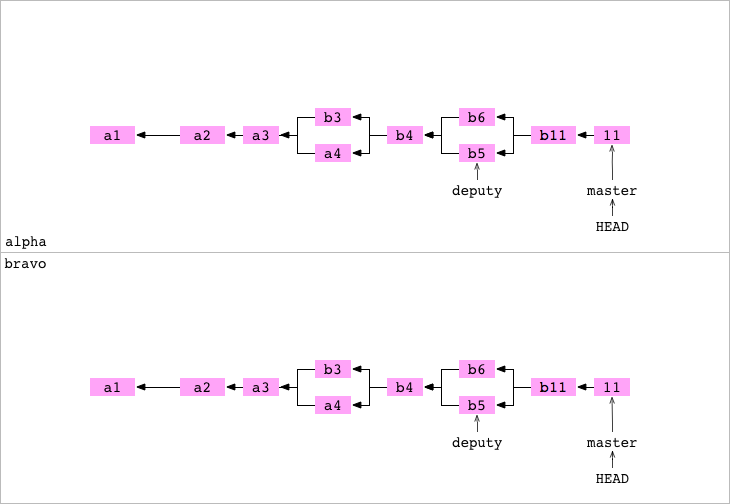 b3 b6
a1 a2 a3 b4 b11 11
a4 b5
deputy master
HEAD
alpha
bravo
b3 b6
a1 a2 a3 b4 b11 11
a4 b5
deputy master
HEAD